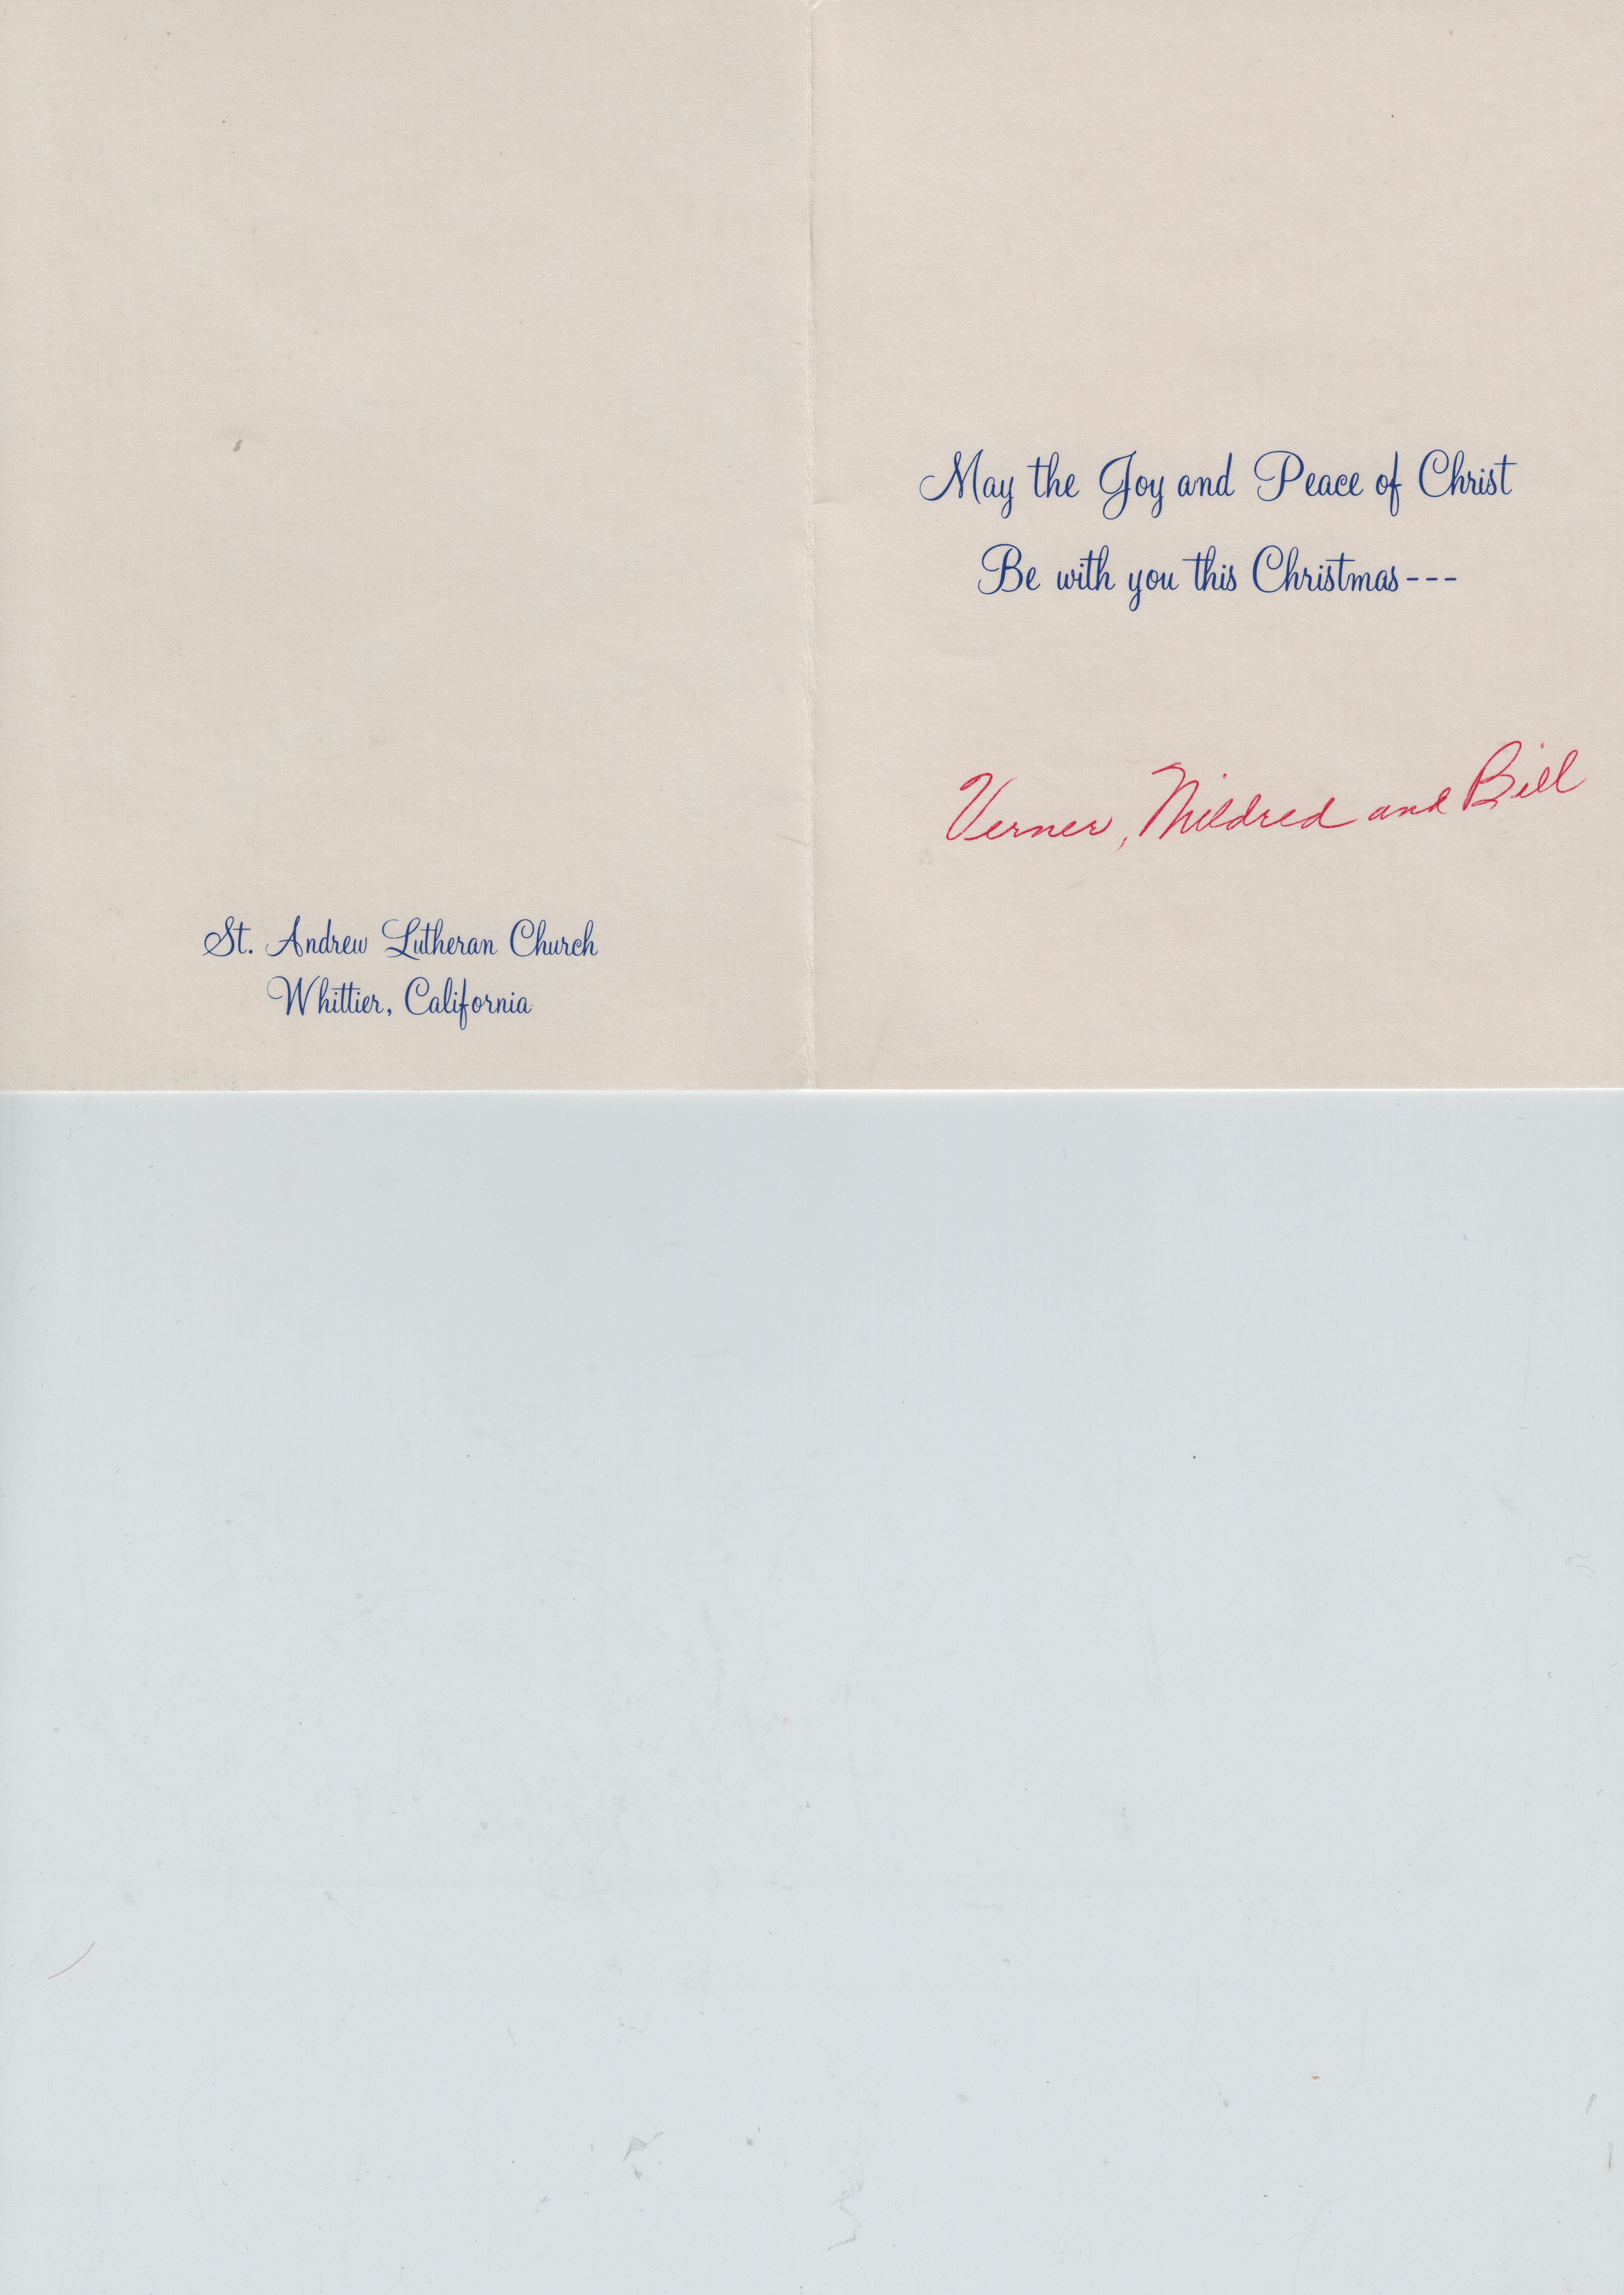 St. Andrew Lutheran Church
Whittier, California
May the Joy and Peace of Christ
Be with you this Christmas---
Verner, Mildred and Bill